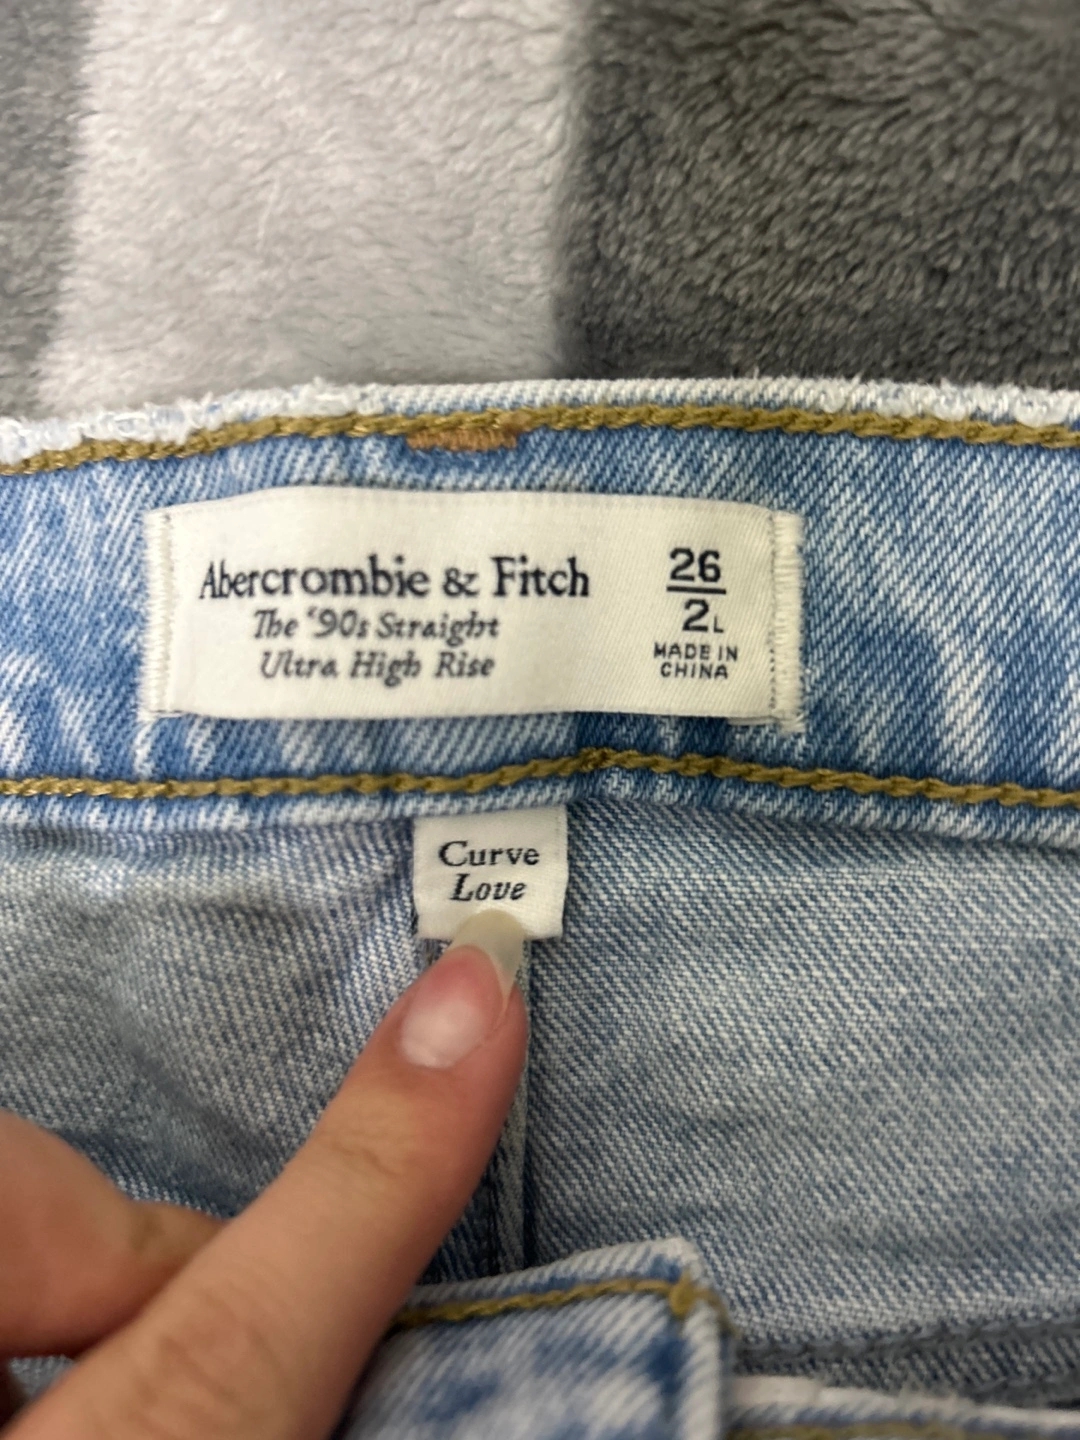 Abercrombie & Fitch
The '90s Straight
Ultra High Rise
26
2L
MADE IN
CHINA
Curve
Love